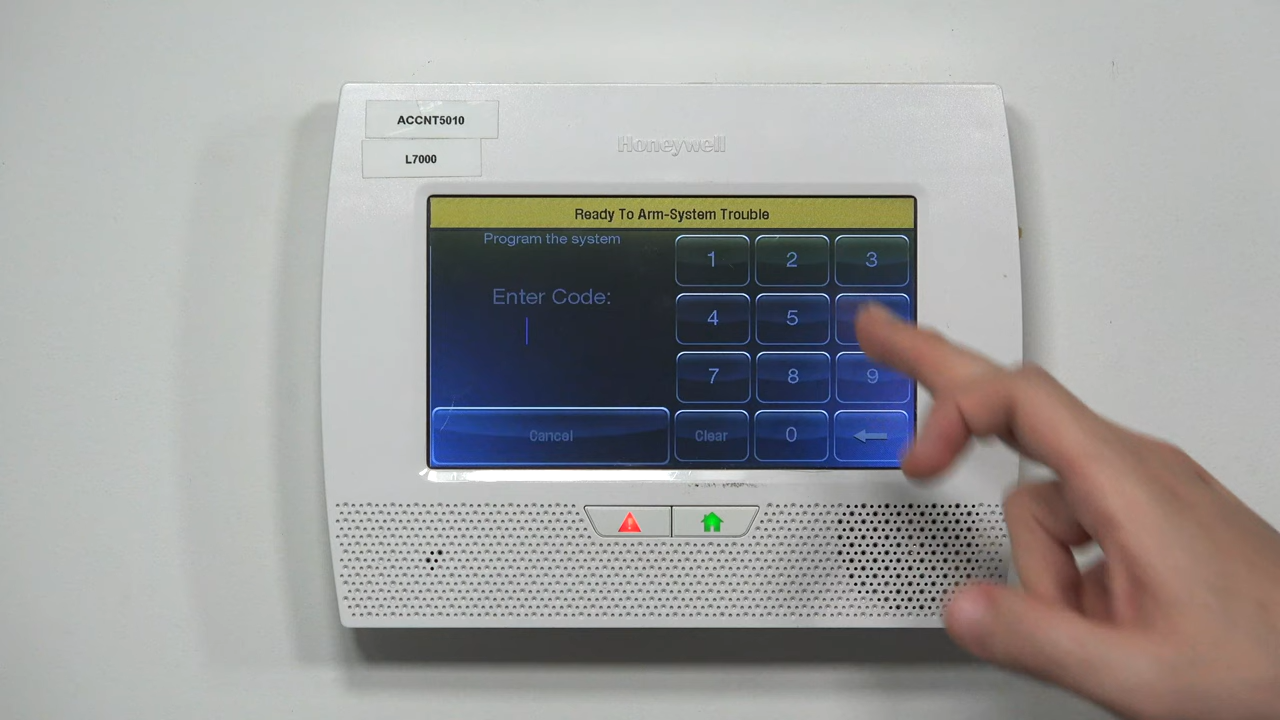 ACCNT5010
L7000
Honeywell
Ready To Arm-System Trouble
Program the system
Enter Code:
1 2 3
4 5
7 8 9
Cancel Clear 0